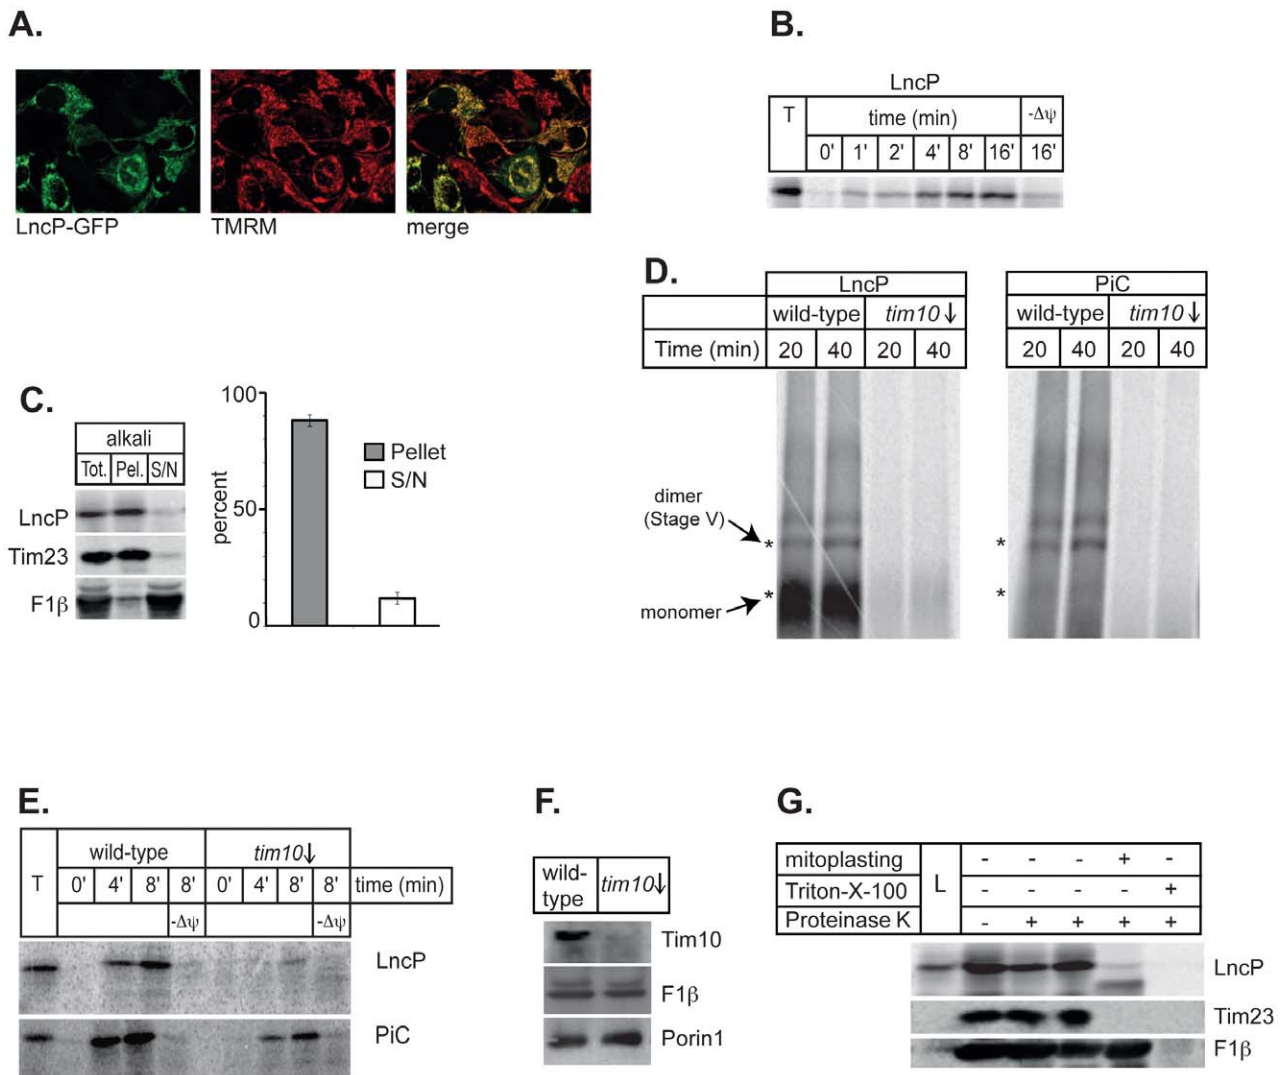 A.
LncP-GFP
TMRM
merge
B.
LncP
T
time (min)
-Δψ
0' 1' 2' 4' 8' 16' 16'
C.
alkali
Tot. Pel. S/N
LncP
Tim23
F1β
100
50
0
percent
Pellet
S/N
D.
LncP
wild-type tim10↓
Time (min) 20 40 20 40
dimer
(Stage V)
*
monomer
*
PiC
wild-type tim10↓
20 40 20 40
*
*
E.
wild-type tim10↓
T 0' 4' 8' 8' 0' 4' 8' 8' time (min)
-Δψ -Δψ
LncP
PiC
F.
wild-
type
tim10↓
Tim10
F1β
Porin1
G.
mitoplasting - - - + -
Triton-X-100 L - - - - +
Proteinase K - + + + +
LncP
Tim23
F1β